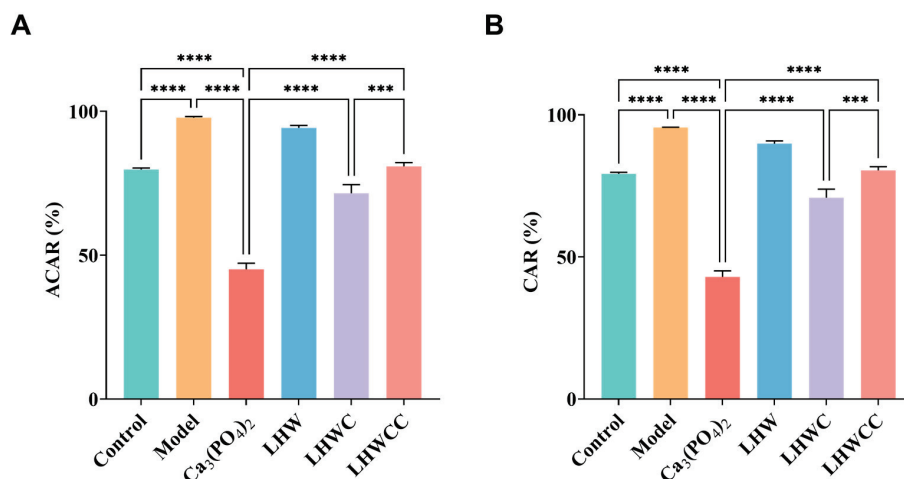 A
**** ****
**** **** **** ***
ACAR (%)
100
50
0
Control Model Ca₃(PO₄)₂ LHW LHWC LHWCC
B
**** ****
**** **** **** ***
CAR (%)
100
50
0
Control Model Ca₃(PO₄)₂ LHW LHWC LHWCC